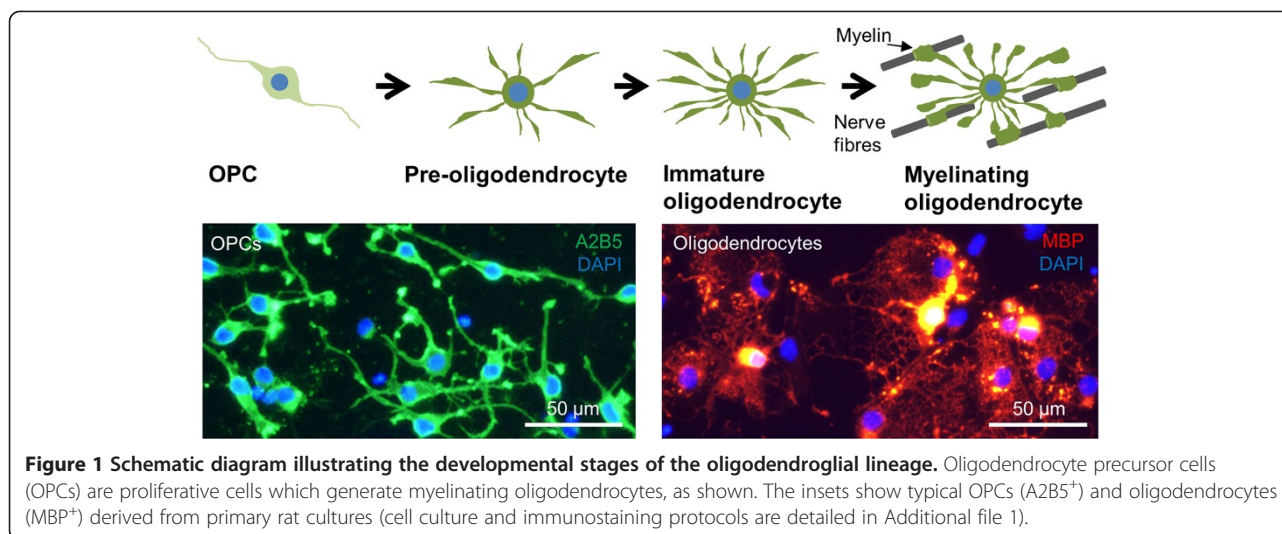 Myelin
Nerve
fibres
OPC
Pre-oligodendrocyte
Immature
oligodendrocyte
Myelinating
oligodendrocyte
OPCs
A2B5
DAPI
50 µm
Oligodendrocytes
MBP
DAPI
50 µm
Figure 1 Schematic diagram illustrating the developmental stages of the oligodendroglial lineage. Oligodendrocyte precursor cells
(OPCs) are proliferative cells which generate myelinating oligodendrocytes, as shown. The insets show typical OPCs (A2B5⁺) and oligodendrocytes
(MBP⁺) derived from primary rat cultures (cell culture and immunostaining protocols are detailed in Additional file 1).